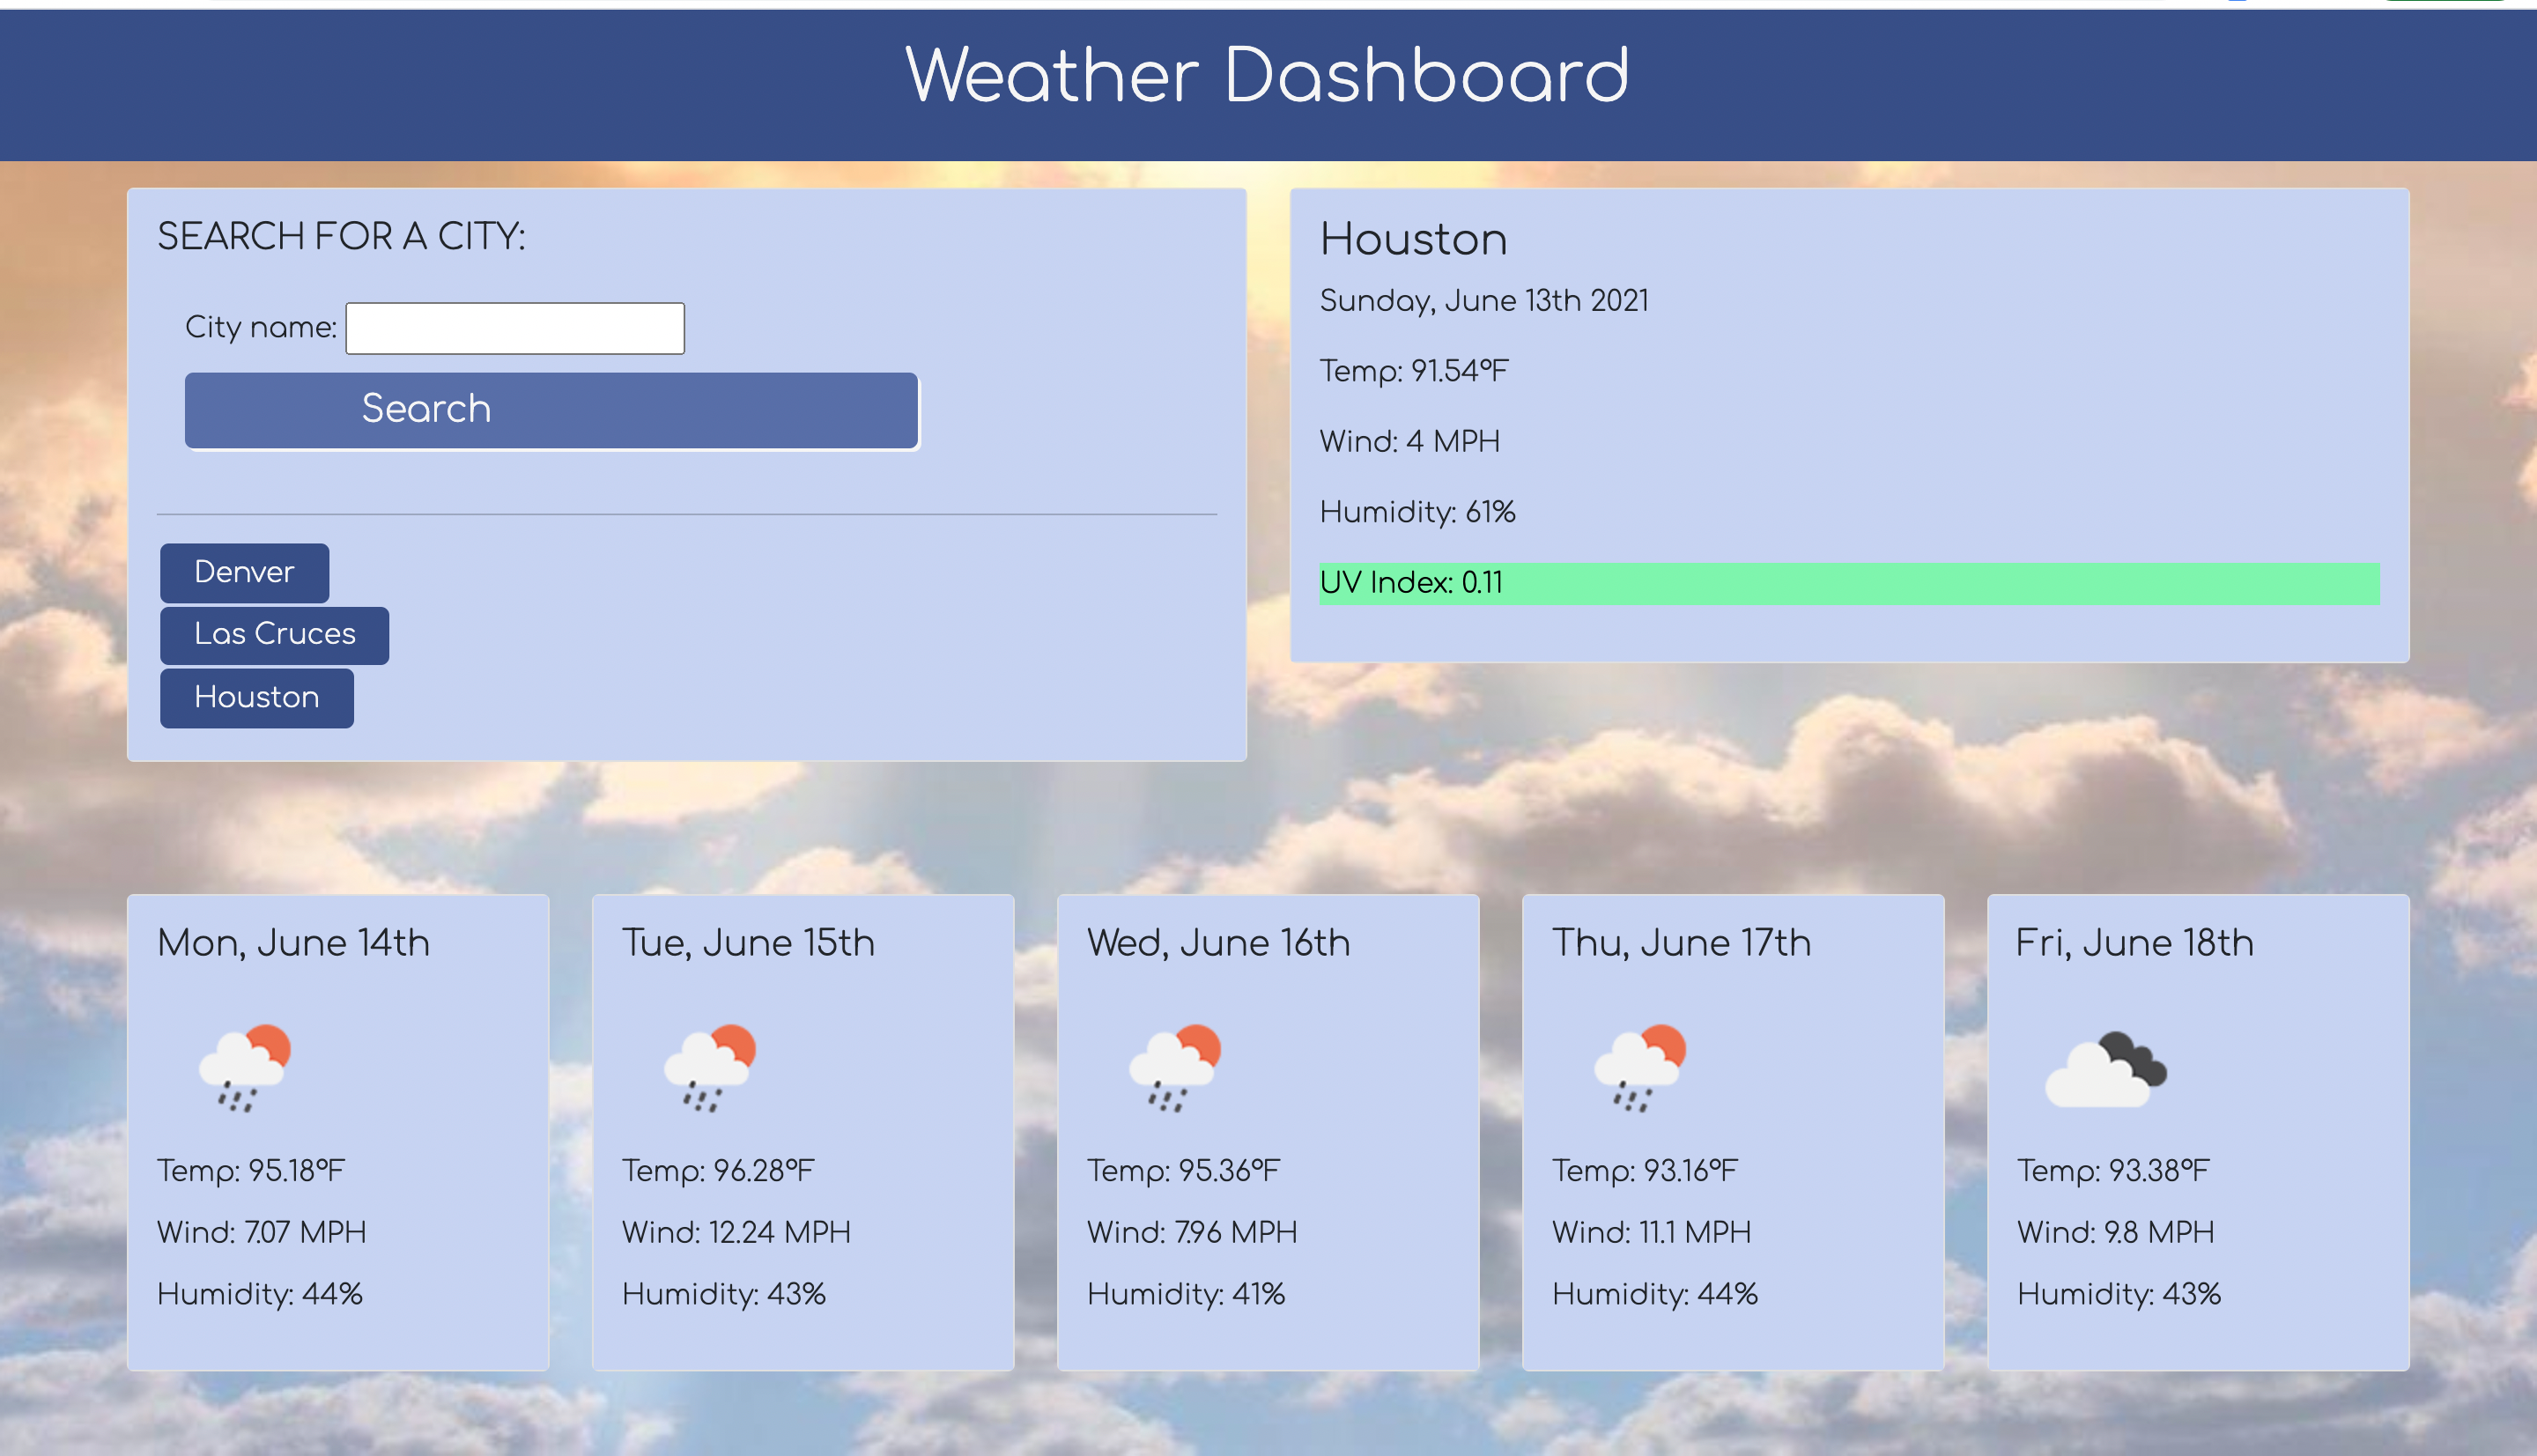 Weather Dashboard
SEARCH FOR A CITY:
City name:
Search
Denver
Las Cruces
Houston
Houston
Sunday, June 13th 2021
Temp: 91.54°F
Wind: 4 MPH
Humidity: 61%
UV Index: 0.11
Mon, June 14th
Temp: 95.18°F
Wind: 7.07 MPH
Humidity: 44%
Tue, June 15th
Temp: 96.28°F
Wind: 12.24 MPH
Humidity: 43%
Wed, June 16th
Temp: 95.36°F
Wind: 7.96 MPH
Humidity: 41%
Thu, June 17th
Temp: 93.16°F
Wind: 11.1 MPH
Humidity: 44%
Fri, June 18th
Temp: 93.38°F
Wind: 9.8 MPH
Humidity: 43%